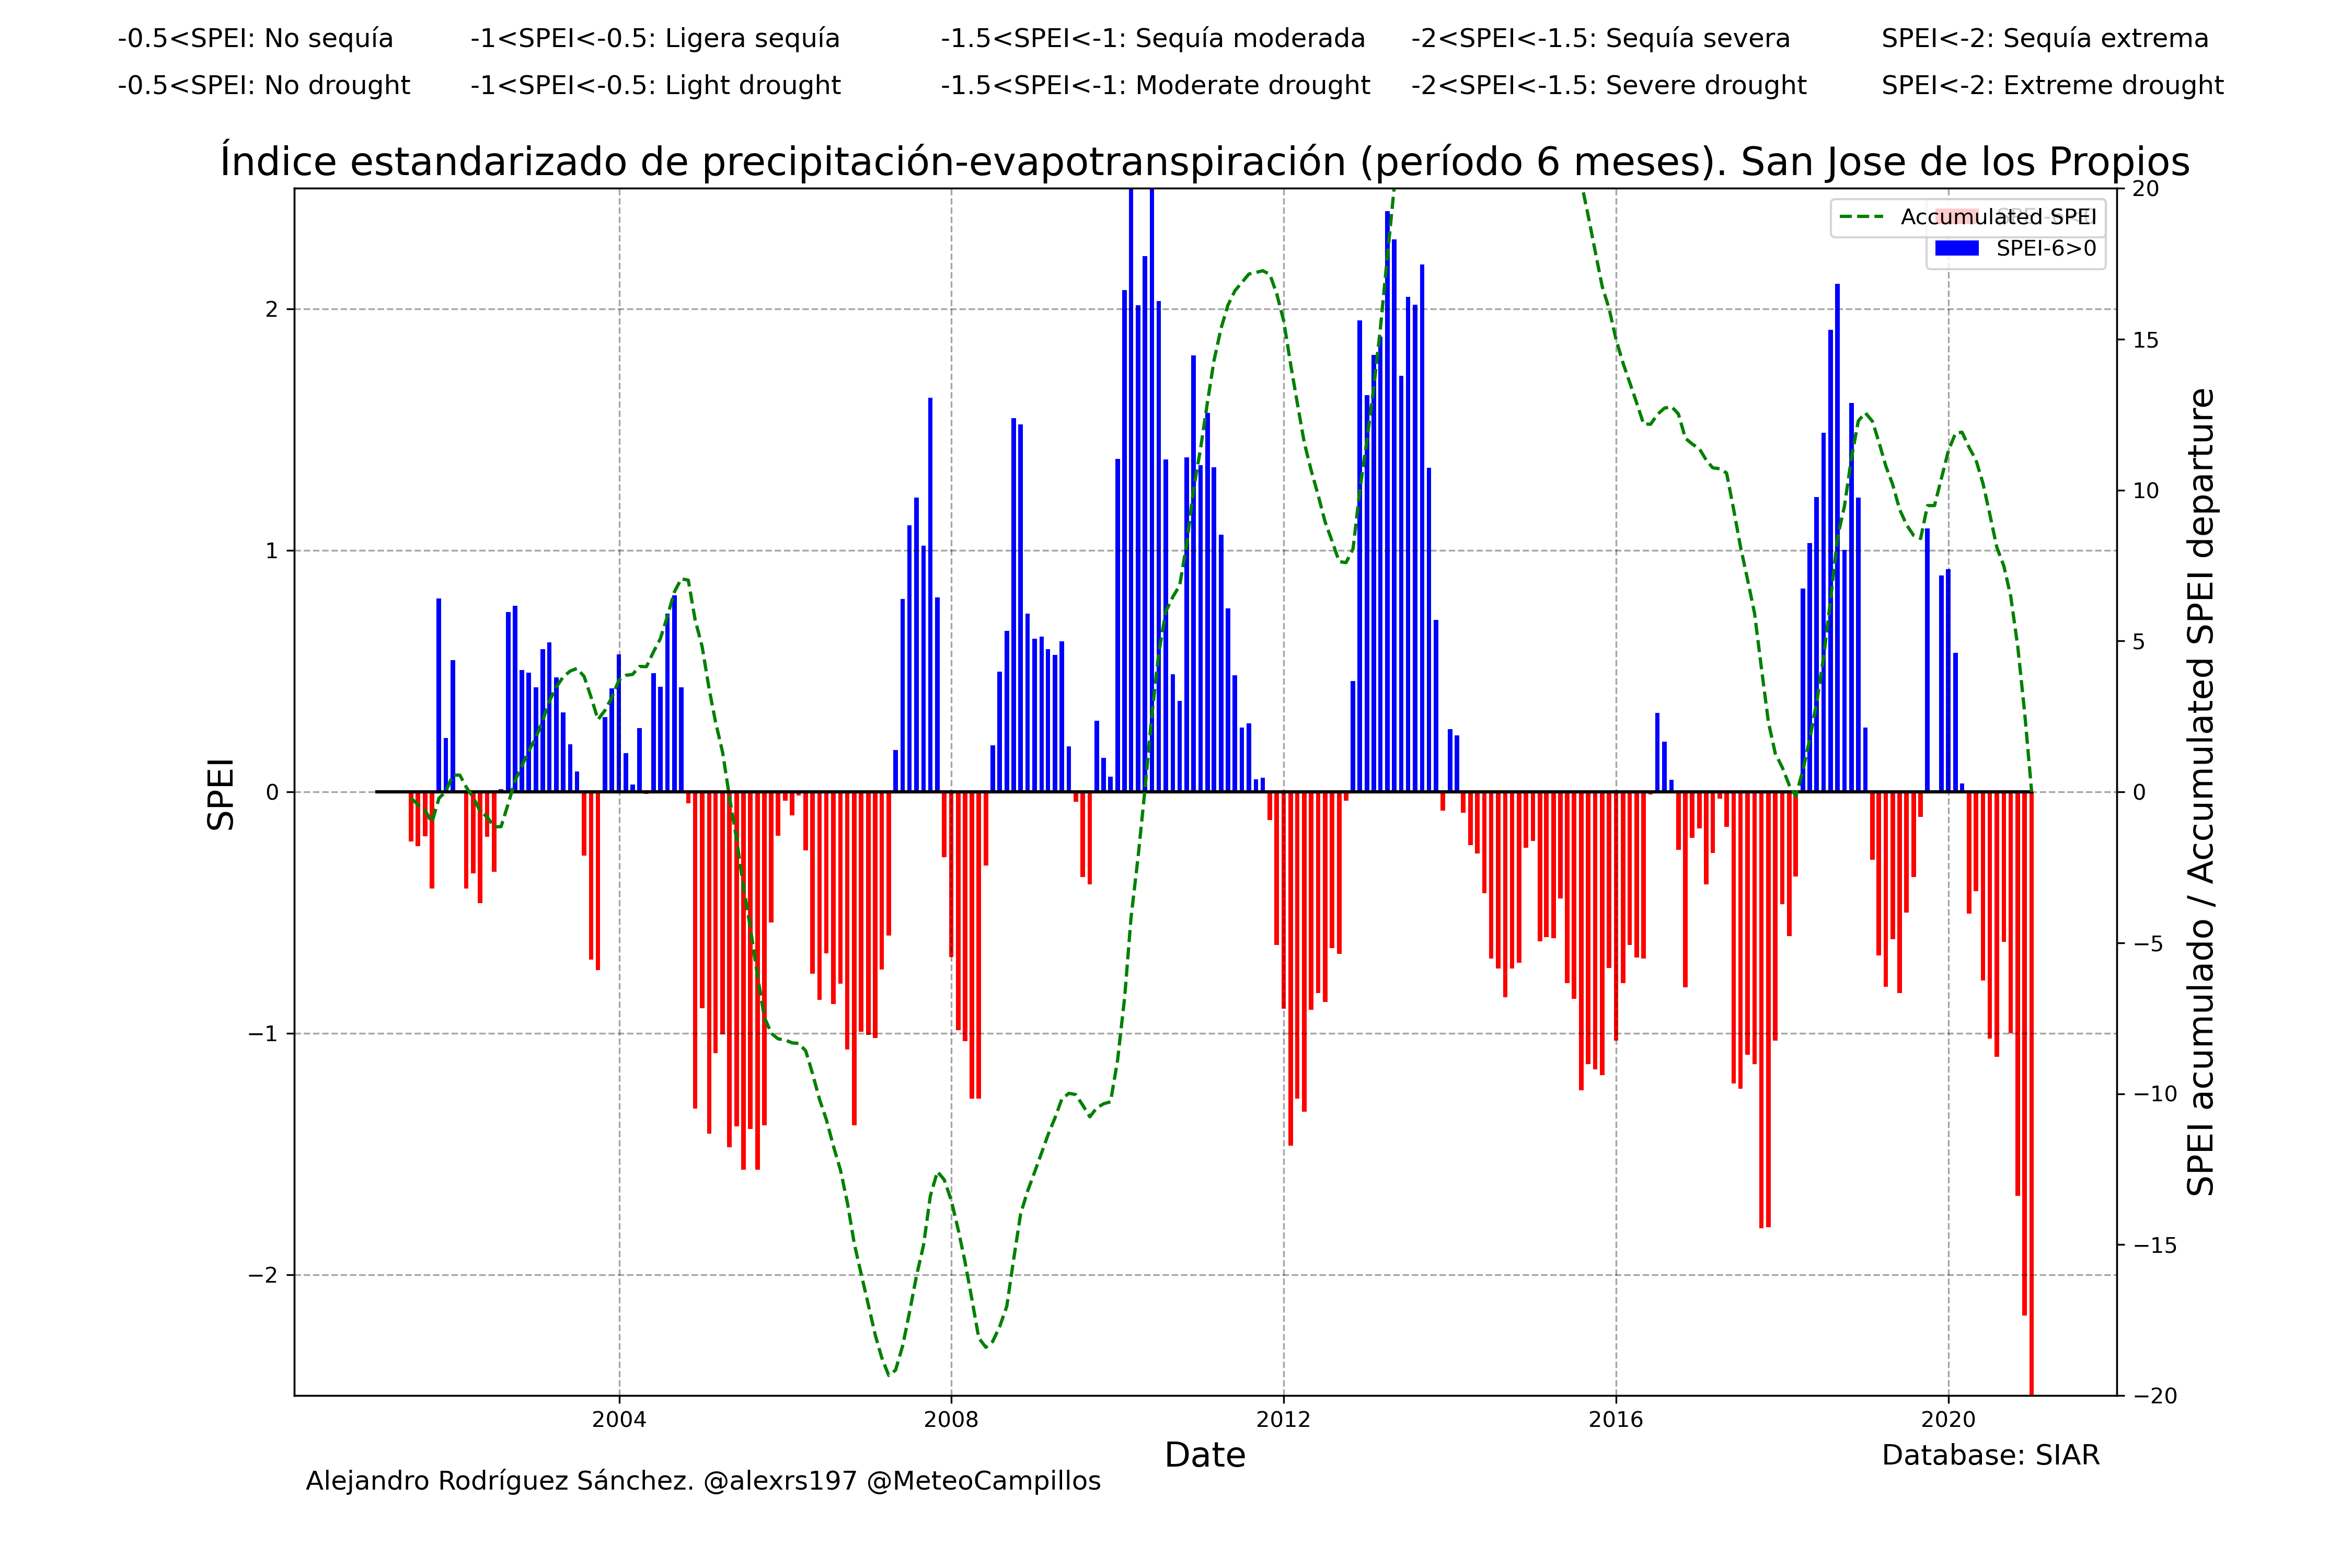 -0.5<SPEI: No sequía -1<SPEI<-0.5: Ligera sequía -1.5<SPEI<-1: Sequía moderada -2<SPEI<-1.5: Sequía severa SPEI<-2: Sequía extrema
-0.5<SPEI: No drought -1<SPEI<-0.5: Light drought -1.5<SPEI<-1: Moderate drought -2<SPEI<-1.5: Severe drought SPEI<-2: Extreme drought
Índice estandarizado de precipitación-evapotranspiración (período 6 meses). San Jose de los Propios
Accumulated SPEI
SPEI-6>0
SPEI
2
1
0
−1
−2
20
15
10
5
0
−5
−10
−15
−20
SPEI acumulado / Accumulated SPEI departure
2004 2008 2012 2016 2020
Date
Database: SIAR
Alejandro Rodríguez Sánchez. @alexrs197 @MeteoCampillos